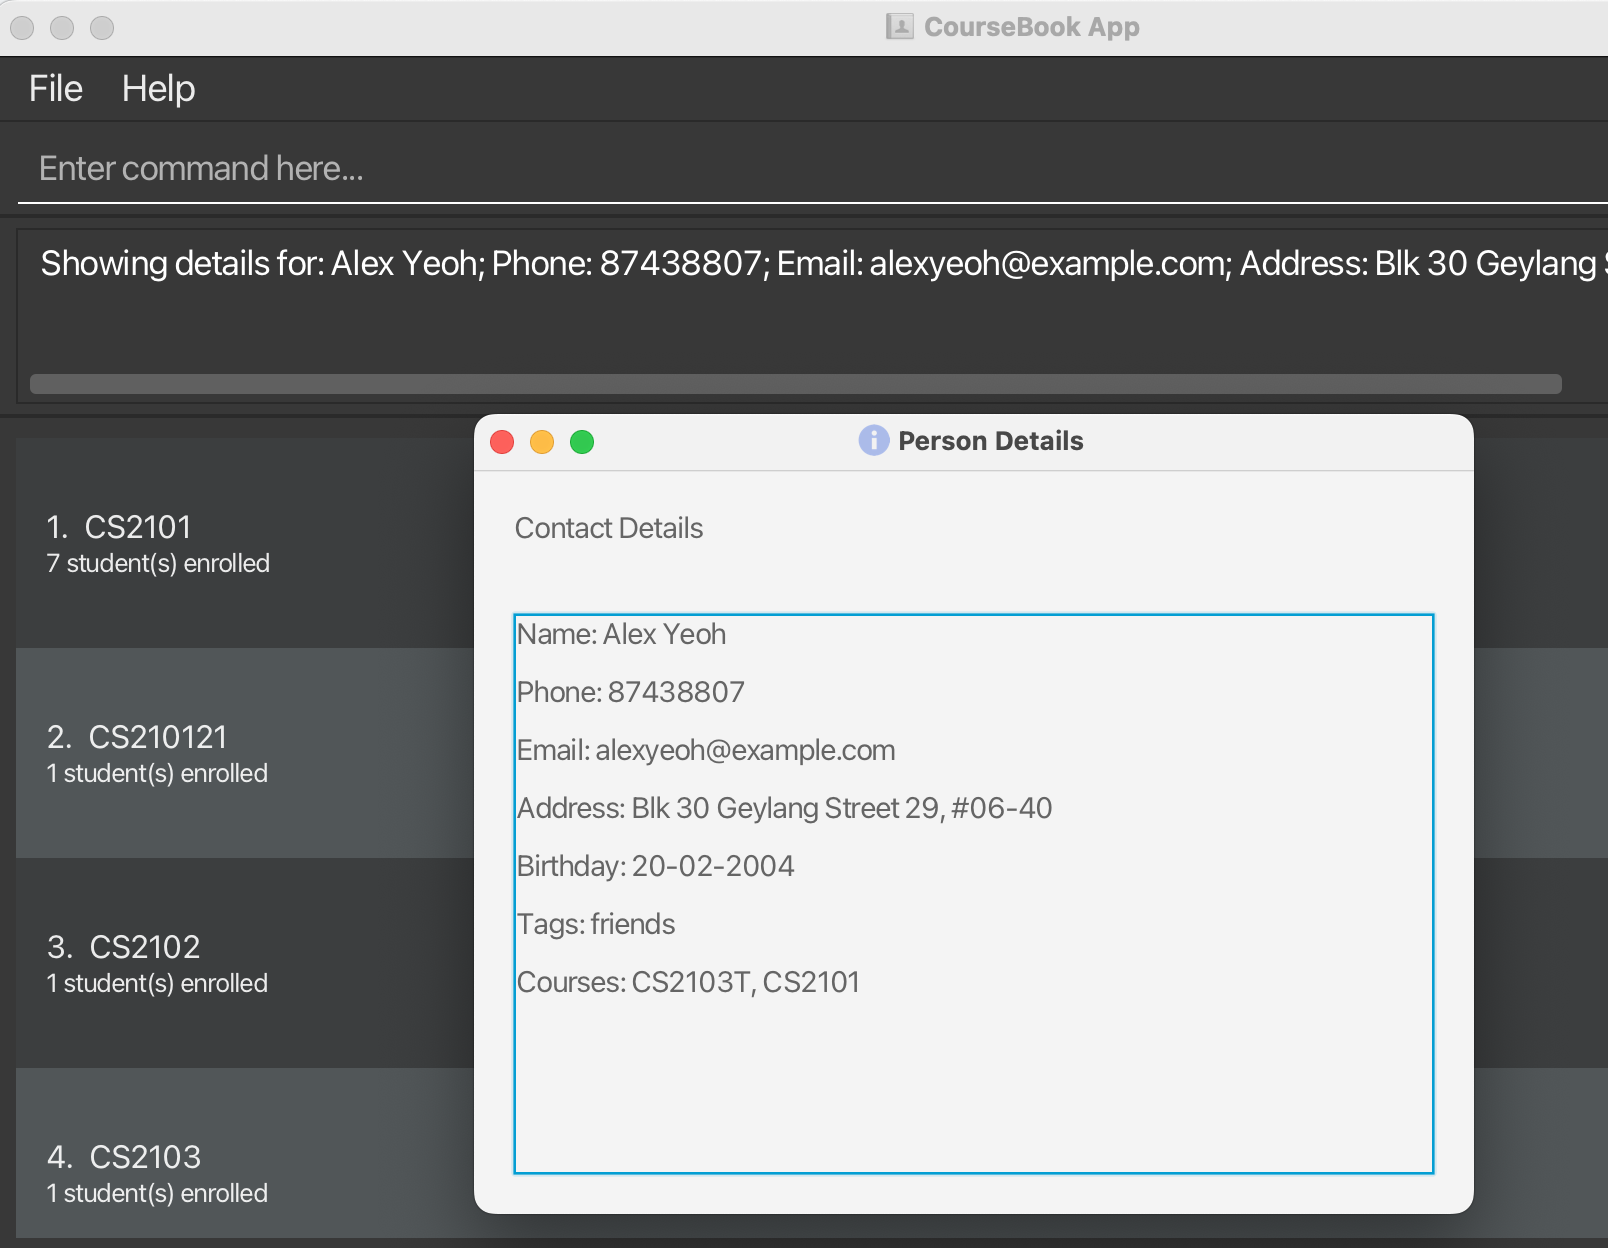 CourseBook App
File Help
Enter command here...
Showing details for: Alex Yeoh; Phone: 87438807; Email: alexyeoh@example.com; Address: Blk 30 Geylang
Person Details
Contact Details
Name: Alex Yeoh
Phone: 87438807
Email: alexyeoh@example.com
Address: Blk 30 Geylang Street 29, #06-40
Birthday: 20-02-2004
Tags: friends
Courses: CS2103T, CS2101
1. CS2101
7 student(s) enrolled
2. CS210121
1 student(s) enrolled
3. CS2102
1 student(s) enrolled
4. CS2103
1 student(s) enrolled